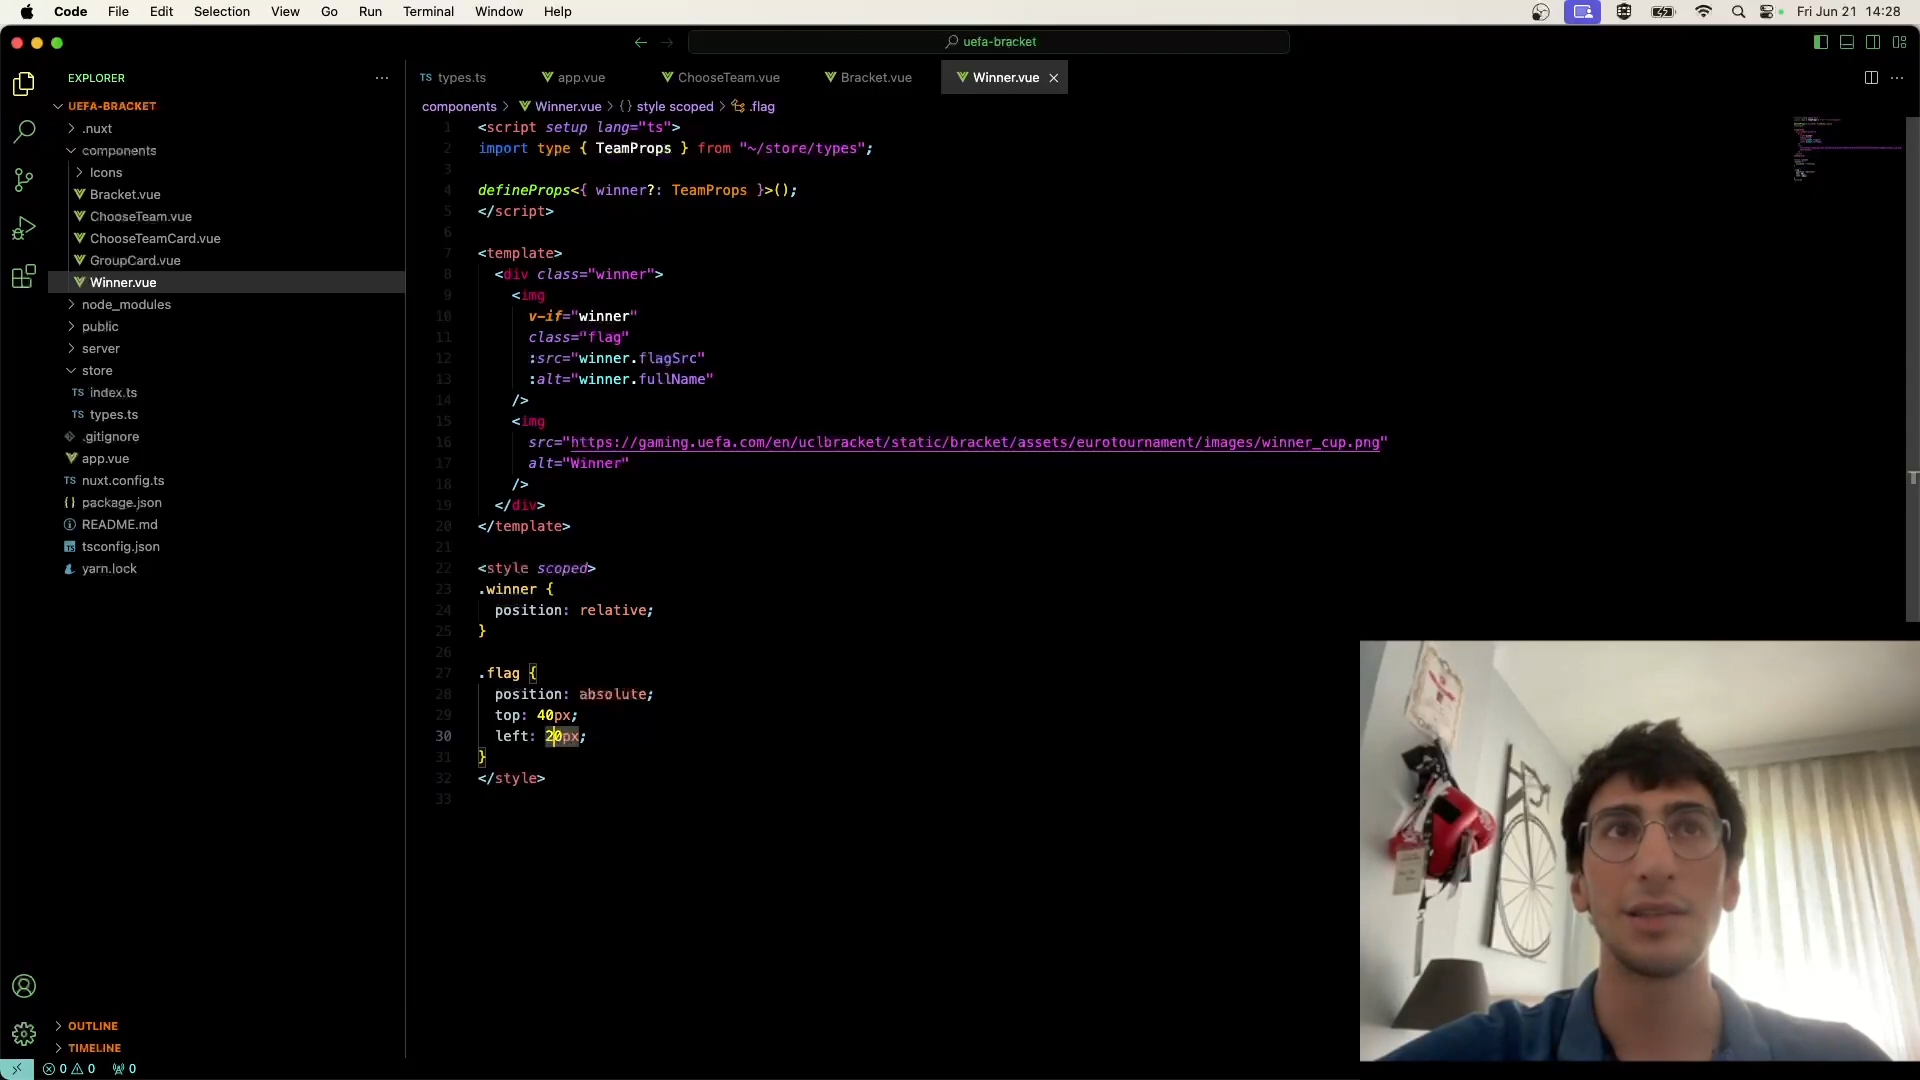 Code File Edit Selection View Go Run Terminal Window Help
Fri Jun 21 14:28
uefa-bracket
EXPLORER
UEFA-BRACKET
.nuxt
components
Icons
Bracket.vue
ChooseTeam.vue
ChooseTeamCard.vue
GroupCard.vue
Winner.vue
node_modules
public
server
store
TS index.ts
TS types.ts
.gitignore
app.vue
TS nuxt.config.ts
{} package.json
README.md
tsconfig.json
yarn.lock
OUTLINE
TIMELINE
0 0 0
TS types.ts app.vue ChooseTeam.vue Bracket.vue Winner.vue
components > Winner.vue > {} style scoped > .flag
1 <script setup lang="ts">
2 import type { TeamProps } from "~/store/types";
3
4 defineProps<{ winner?: TeamProps }>();
5 </script>
6
7 <template>
8 <div class="winner">
9 <img
10 v-if="winner"
11 class="flag"
12 :src="winner.flagSrc"
13 :alt="winner.fullName"
14 />
15 <img
16 src="https://gaming.uefa.com/en/uclbracket/static/bracket/assets/eurotournament/images/winner_cup.png"
17 alt="Winner"
18 />
19 </div>
20 </template>
21
22 <style scoped>
23 .winner {
24 position: relative;
25 }
26
27 .flag {
28 position: absolute;
29 top: 40px;
30 left: 20px;
31 }
32 </style>
33